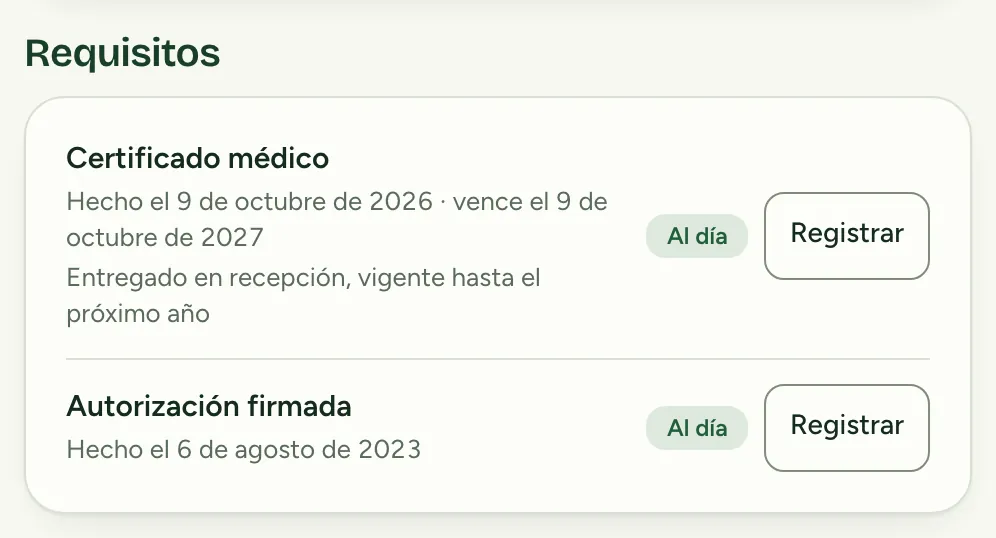 Requisitos
Certificado médico
Hecho el 9 de octubre de 2026 · vence el 9 de
octubre de 2027
Entregado en recepción, vigente hasta el
próximo año
Al día
Registrar
Autorización firmada
Hecho el 6 de agosto de 2023
Al día
Registrar